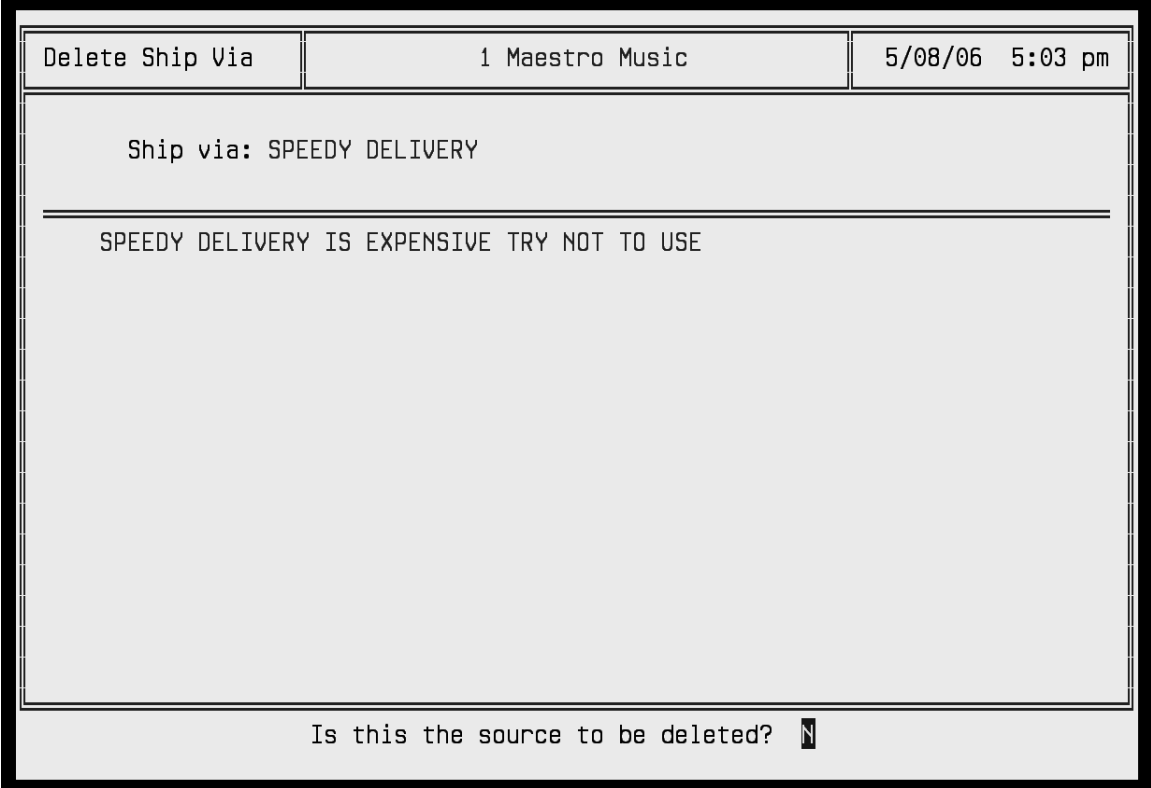 Delete Ship Via 1 Maestro Music 5/08/06 5:03 pm
Ship via: SPEEDY DELIVERY
SPEEDY DELIVERY IS EXPENSIVE TRY NOT TO USE
Is this the source to be deleted? N